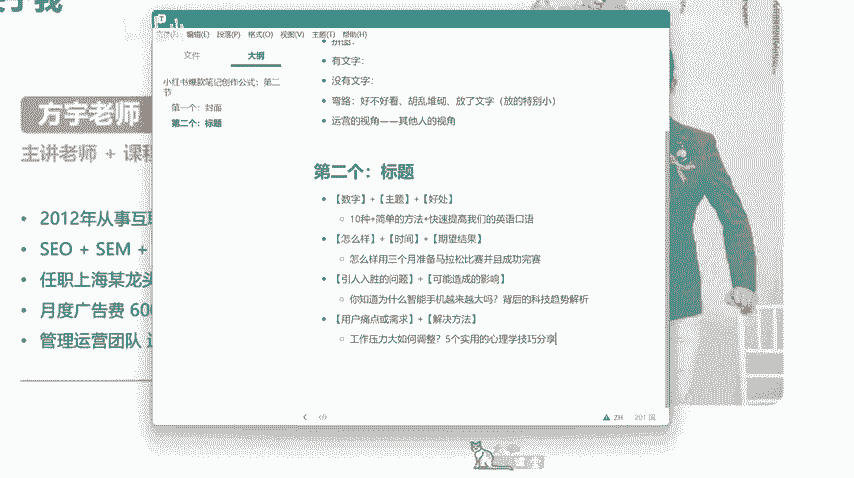 方宇老师
主讲老师 + 课程
2012年从事互联
SEO + SEM +
任职上海某龙头
月度广告费 600
管理运营团队
编辑(E) 段落(P) 格式(O) 视图(V) 主题(T) 帮助(H)
文件 大纲
小红书爆款笔记创作公式：第二
节
第一个：封面
第二个：标题
拼图：
有文字：
没有文字：
弯路：好不好看、胡乱堆砌、放了文字（放的特别小）
运营的视角——其他人的视角
第二个：标题
【数字】+【主题】+【好处】
10种+简单的方法+快速提高我们的英语口语
【怎么样】+【时间】+【期望结果】
怎么样用三个月准备马拉松比赛并且成功完赛
【引人入胜的问题】+【可能造成的影响】
你知道为什么智能手机越来越大吗？背后的科技趋势解析
【用户痛点或需求】+【解决方法】
工作压力大如何调整？5个实用的心理学技巧分享
ZH 201 词
课堂